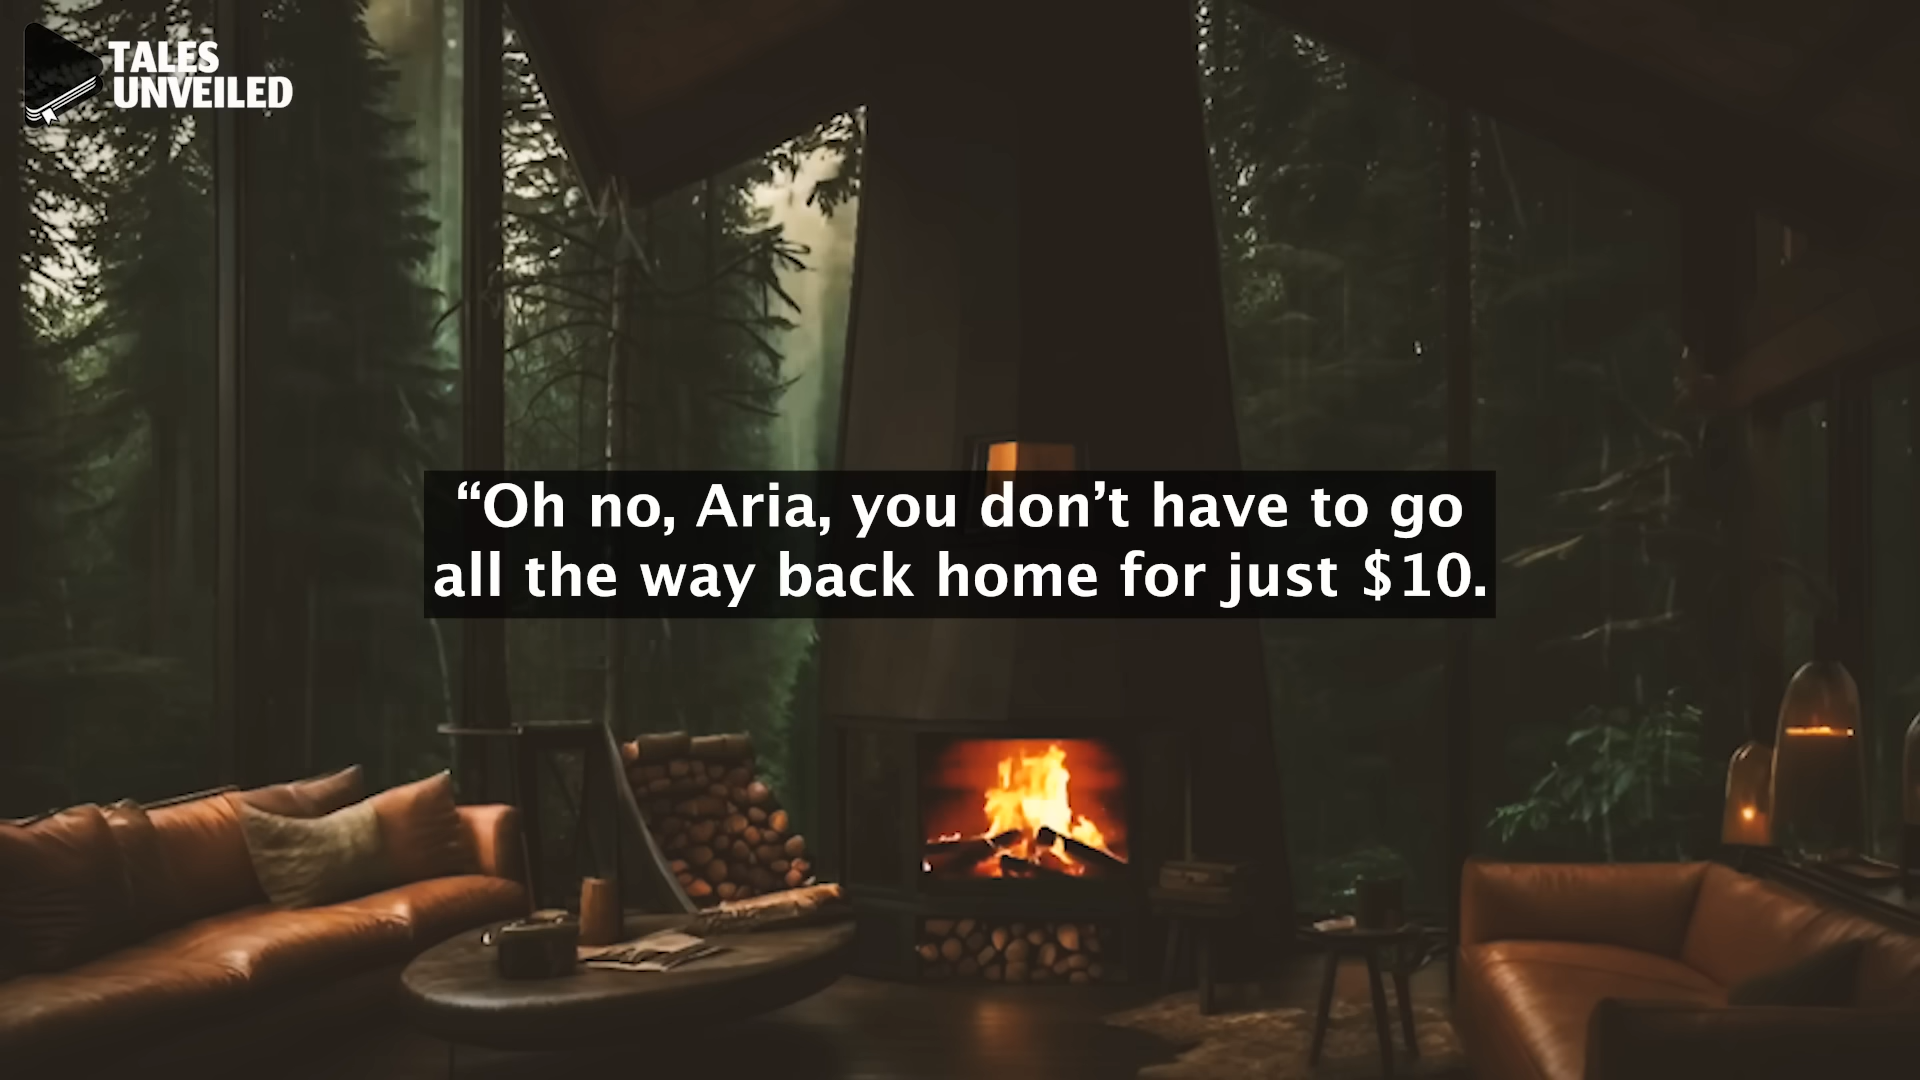 TALES
UNVEILED
“Oh no, Aria, you don’t have to go
all the way back home for just $10.